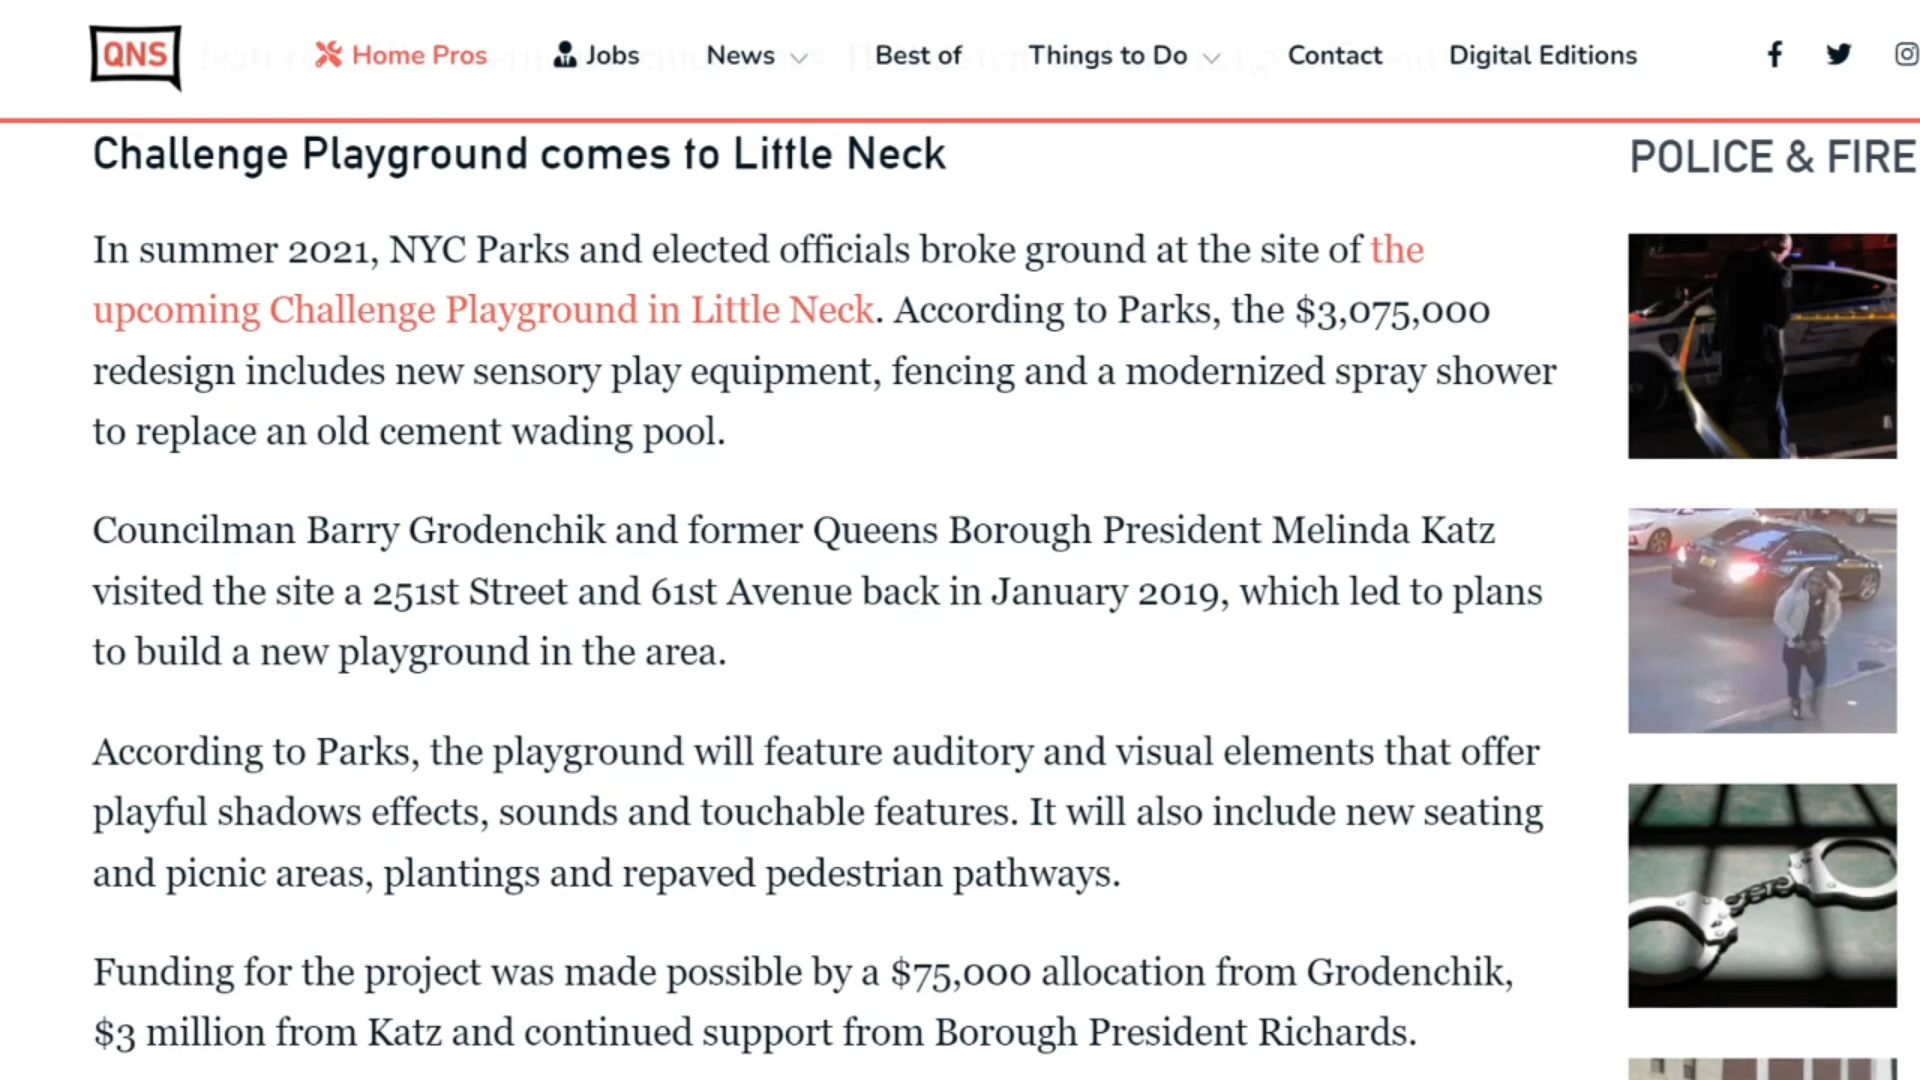 QNS
Home Pros
Jobs
News
Best of
Things to Do
Contact
Digital Editions
Challenge Playground comes to Little Neck
POLICE & FIRE
In summer 2021, NYC Parks and elected officials broke ground at the site of the
upcoming Challenge Playground in Little Neck. According to Parks, the $3,075,000
redesign includes new sensory play equipment, fencing and a modernized spray shower
to replace an old cement wading pool.
Councilman Barry Grodenchik and former Queens Borough President Melinda Katz
visited the site a 251st Street and 61st Avenue back in January 2019, which led to plans
to build a new playground in the area.
According to Parks, the playground will feature auditory and visual elements that offer
playful shadows effects, sounds and touchable features. It will also include new seating
and picnic areas, plantings and repaved pedestrian pathways.
Funding for the project was made possible by a $75,000 allocation from Grodenchik,
$3 million from Katz and continued support from Borough President Richards.